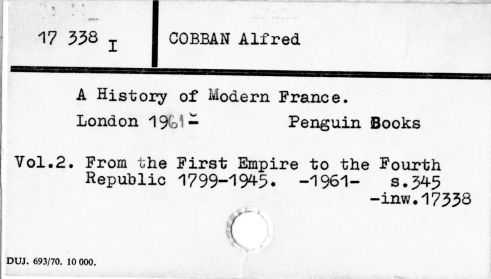 17 338 I
COBBAN Alfred
A History of Modern France.
London 1961-
Penguin Books
Vol.2. From the First Empire to the Fourth
Republic 1799-1945. -1961- s.345
-inw.17338
DUJ. 693/70. 10 000.